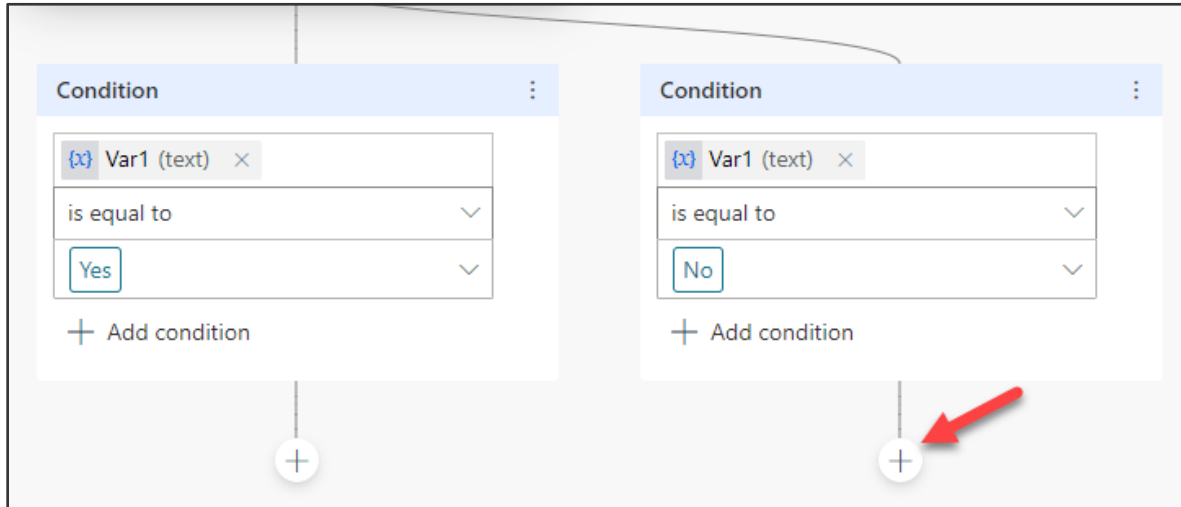 Condition
{x} Var1 (text) ×
is equal to
Yes
+ Add condition
Condition
{x} Var1 (text) ×
is equal to
No
+ Add condition